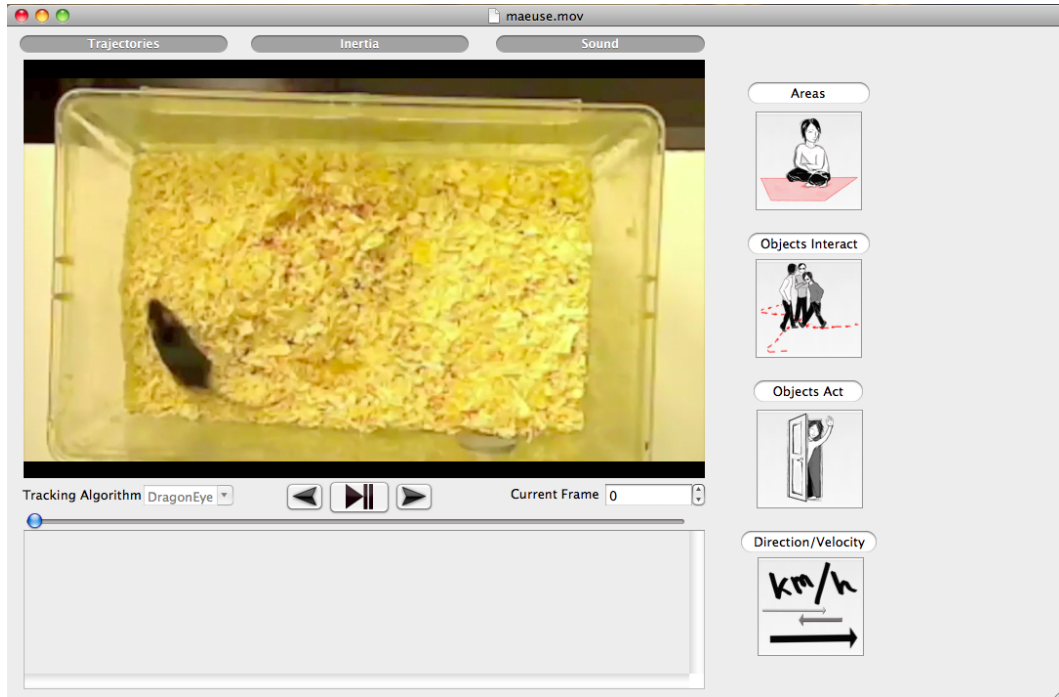 maeuse.mov
Trajectories
Inertia
Sound
Areas
Objects Interact
Objects Act
Tracking Algorithm
DragonEye
Current Frame
0
Direction/Velocity
km/h